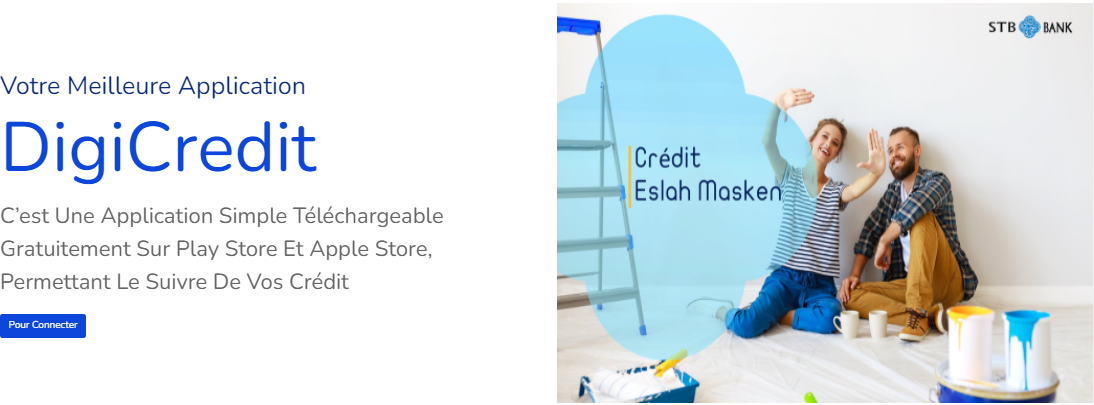 Votre Meilleure Application
DigiCredit
C'est Une Application Simple Téléchargeable
Gratuitement Sur Play Store Et Apple Store,
Permettant Le Suivre De Vos Crédit
Pour Connecter
STB BANK
Crédit
Eslah Masken